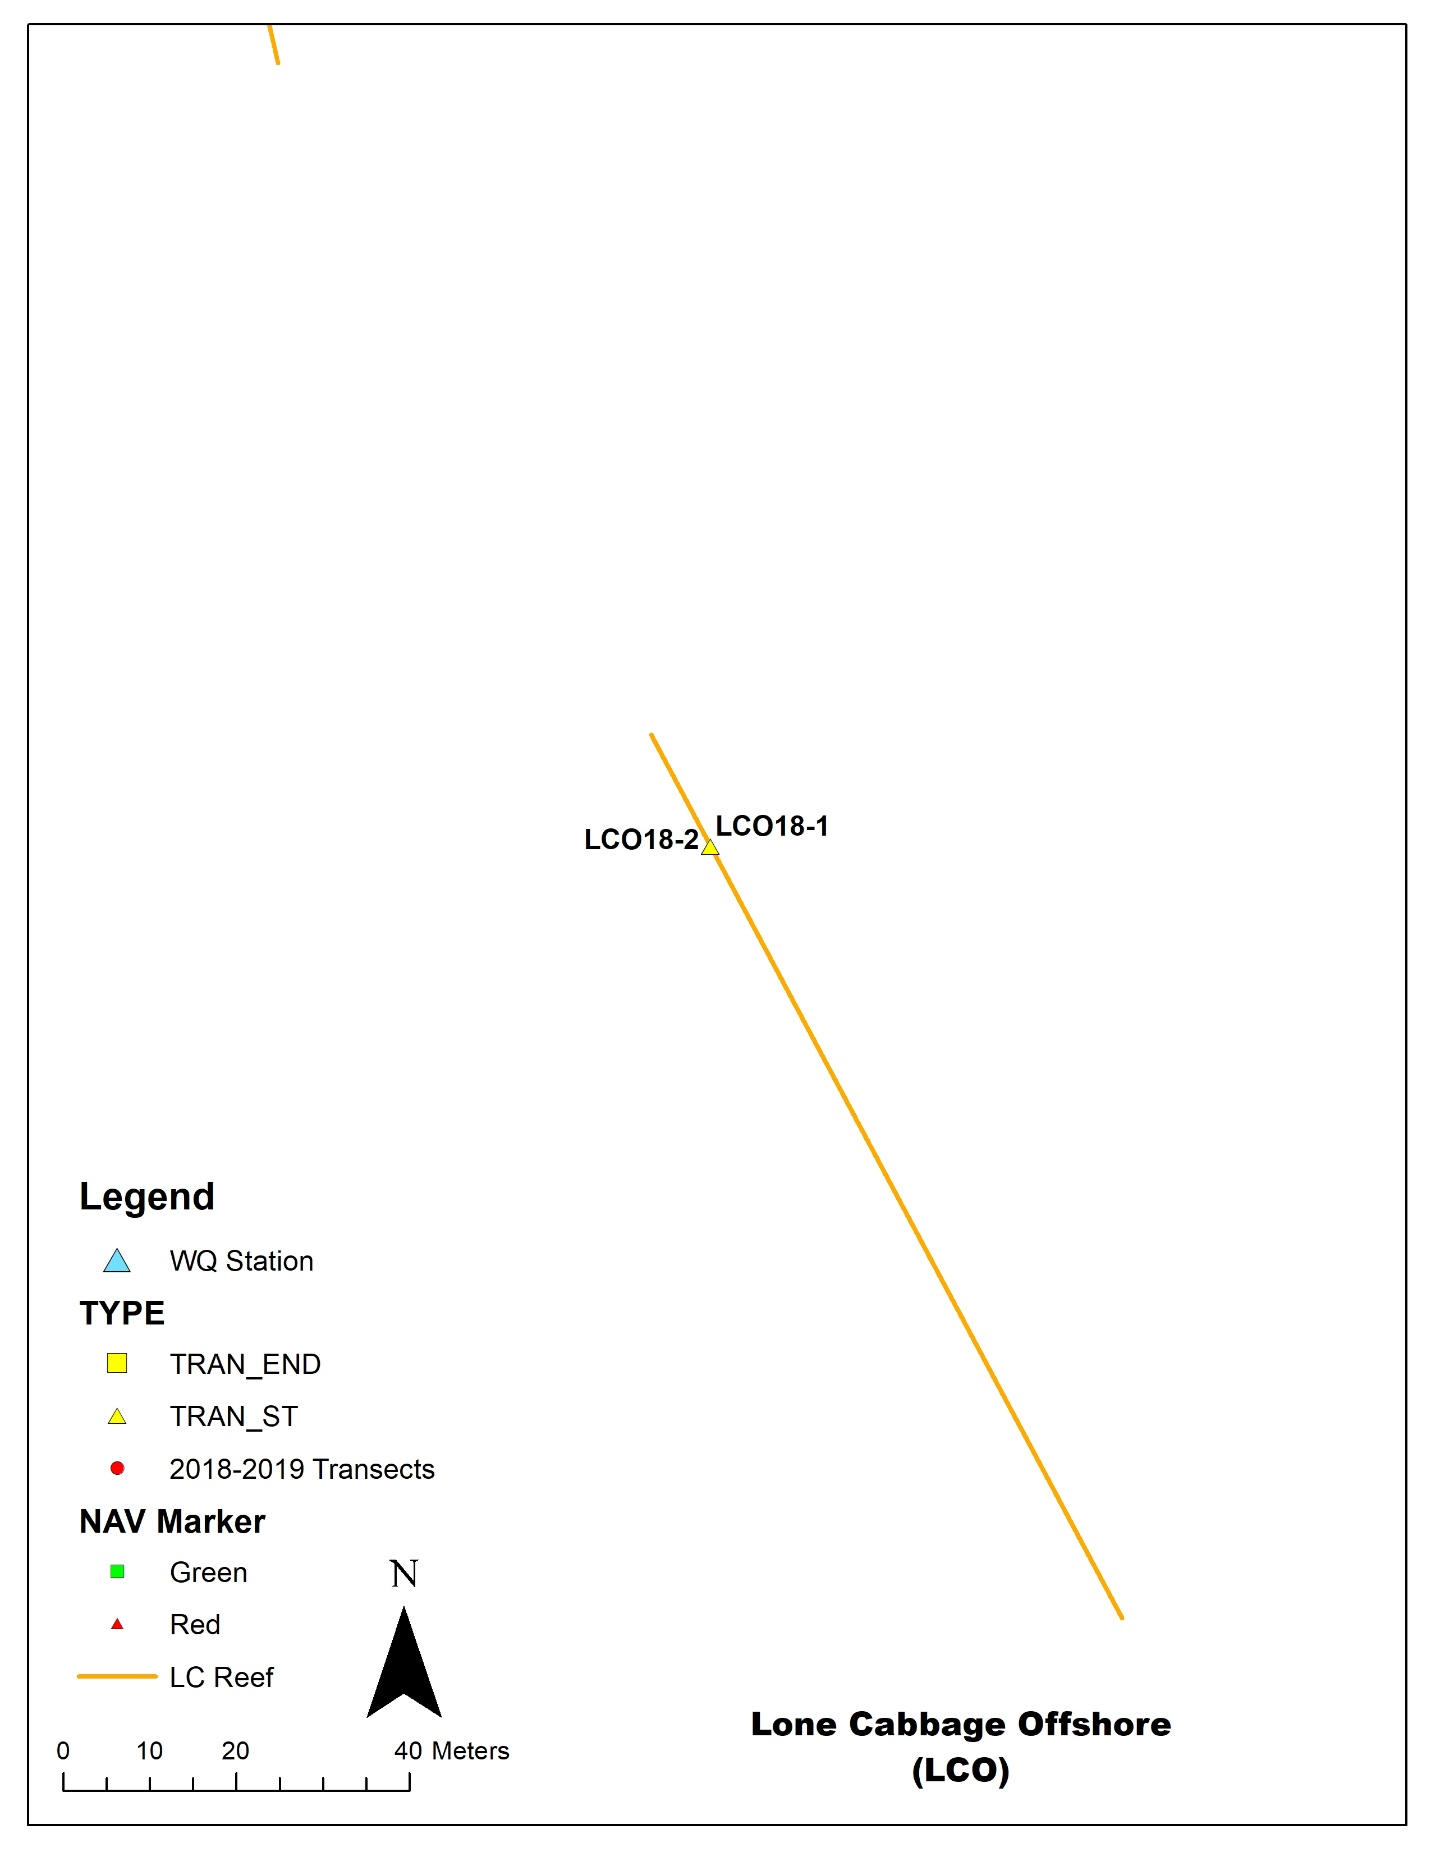 LCO18-1
LCO18-2
Legend
WQ Station
TYPE
TRAN_END
TRAN_ST
2018-2019 Transects
NAV Marker
Green
Red
LC Reef
N
0 10 20 40 Meters
Lone Cabbage Offshore
(LCO)